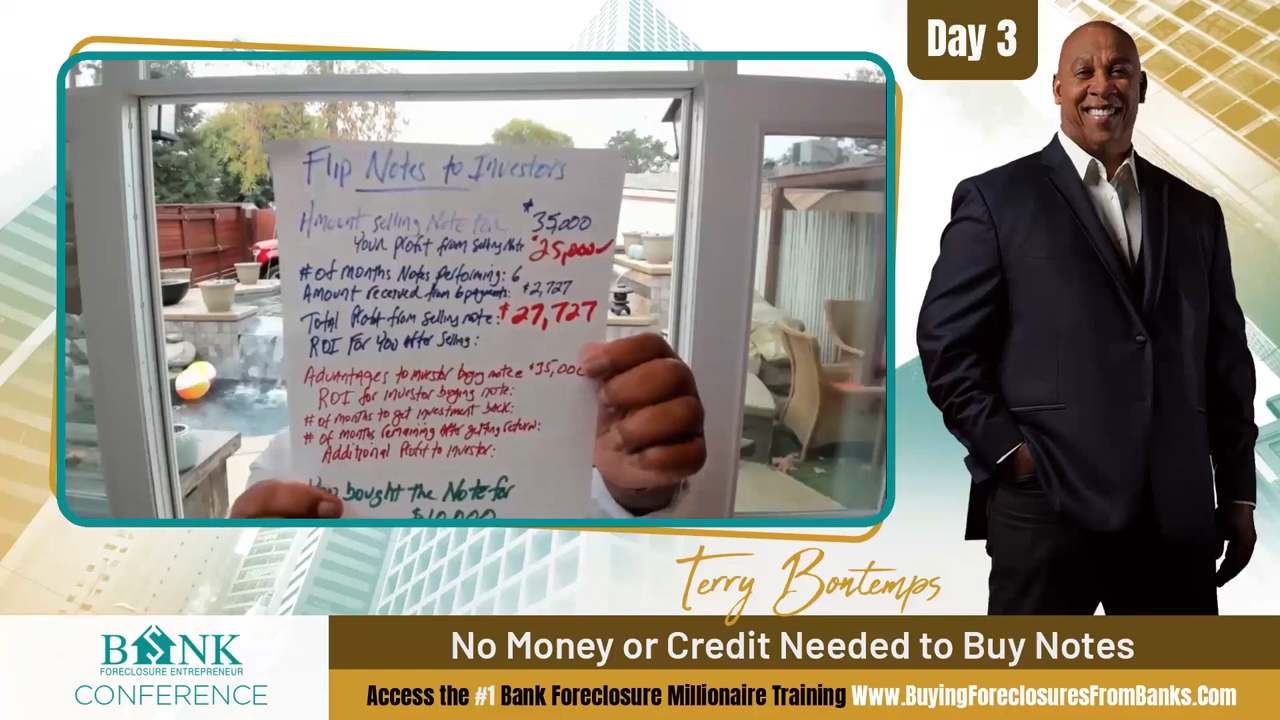 Day 3
Flip Notes to Investors
Amount selling Note for $35,000
Your Profit from selling Note $25,000
# of months Notes Performing: 6
Amount received from 6 payments: $2,727
Total Profit from selling note: $27,727
ROI For You After Selling:
Advantages to investor buying note @ $35,000
ROI for investor buying note:
# of months to get investment back:
# of months remaining after getting return:
Additional Profit to Investor:
You bought the Note for
$10,000
Terry Bontemps
BANK
FORECLOSURE ENTREPRENEUR
CONFERENCE
No Money or Credit Needed to Buy Notes
Access the #1 Bank Foreclosure Millionaire Training Www.BuyingForeclosuresFromBanks.Com